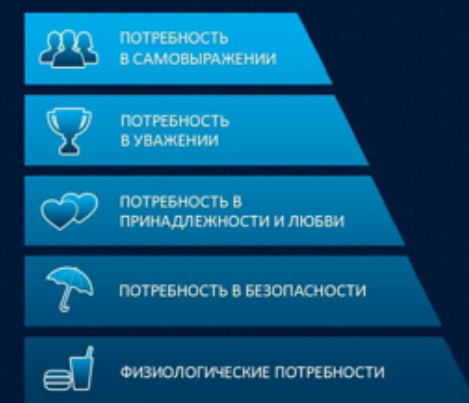 ПОТРЕБНОСТЬ
В САМОВЫРАЖЕНИИ
ПОТРЕБНОСТЬ
В УВАЖЕНИИ
ПОТРЕБНОСТЬ В
ПРИНАДЛЕЖНОСТИ И ЛЮБВИ
ПОТРЕБНОСТЬ В БЕЗОПАСНОСТИ
ФИЗИОЛОГИЧЕСКИЕ ПОТРЕБНОСТИ